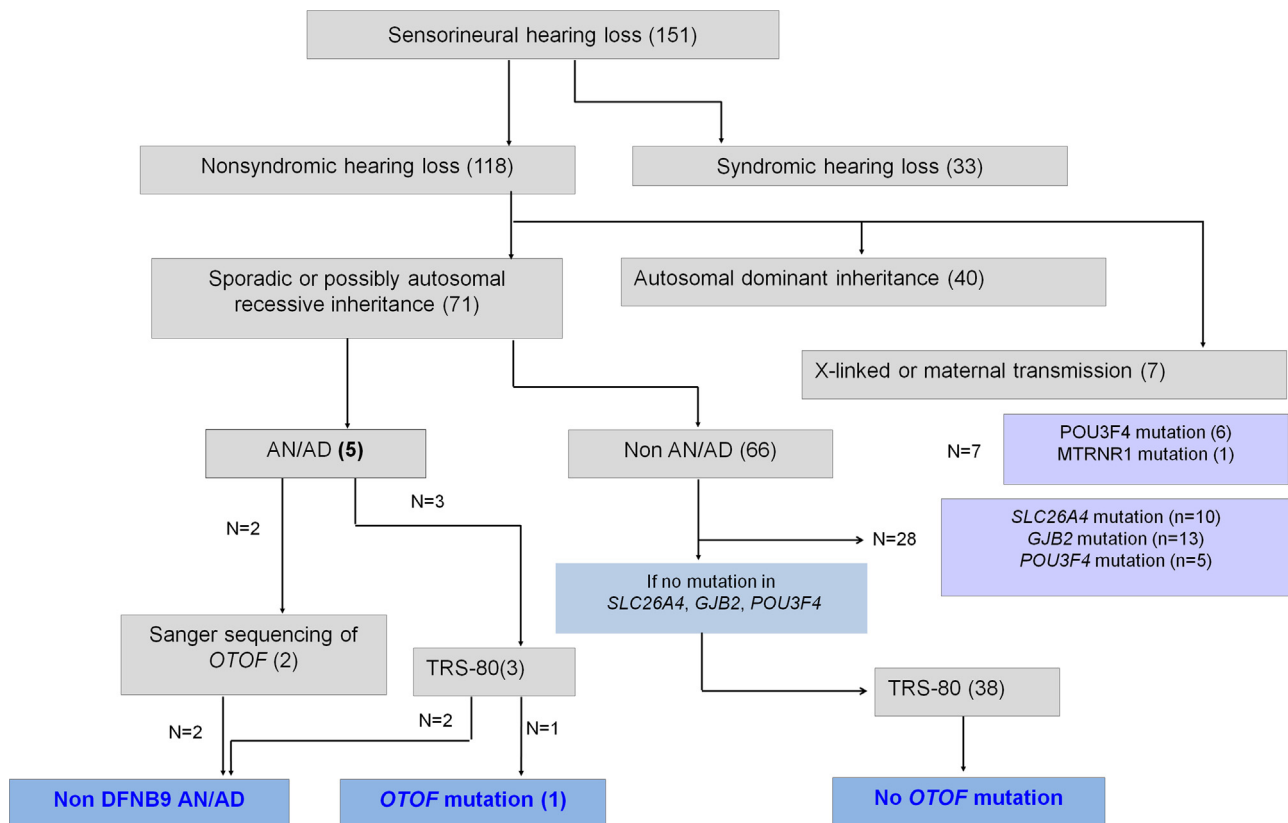 Sensorineural hearing loss (151)
Nonsyndromic hearing loss (118)
Syndromic hearing loss (33)
Sporadic or possibly autosomal
recessive inheritance (71)
Autosomal dominant inheritance (40)
X-linked or maternal transmission (7)
AN/AD (5)
Non AN/AD (66)
N=7
POU3F4 mutation (6)
MTRNR1 mutation (1)
N=2
N=3
N=28
SLC26A4 mutation (n=10)
GJB2 mutation (n=13)
POU3F4 mutation (n=5)
If no mutation in
SLC26A4, GJB2, POU3F4
Sanger sequencing of
OTOF (2)
TRS-80(3)
TRS-80 (38)
N=2
N=2
N=1
Non DFNB9 AN/AD
OTOF mutation (1)
No OTOF mutation